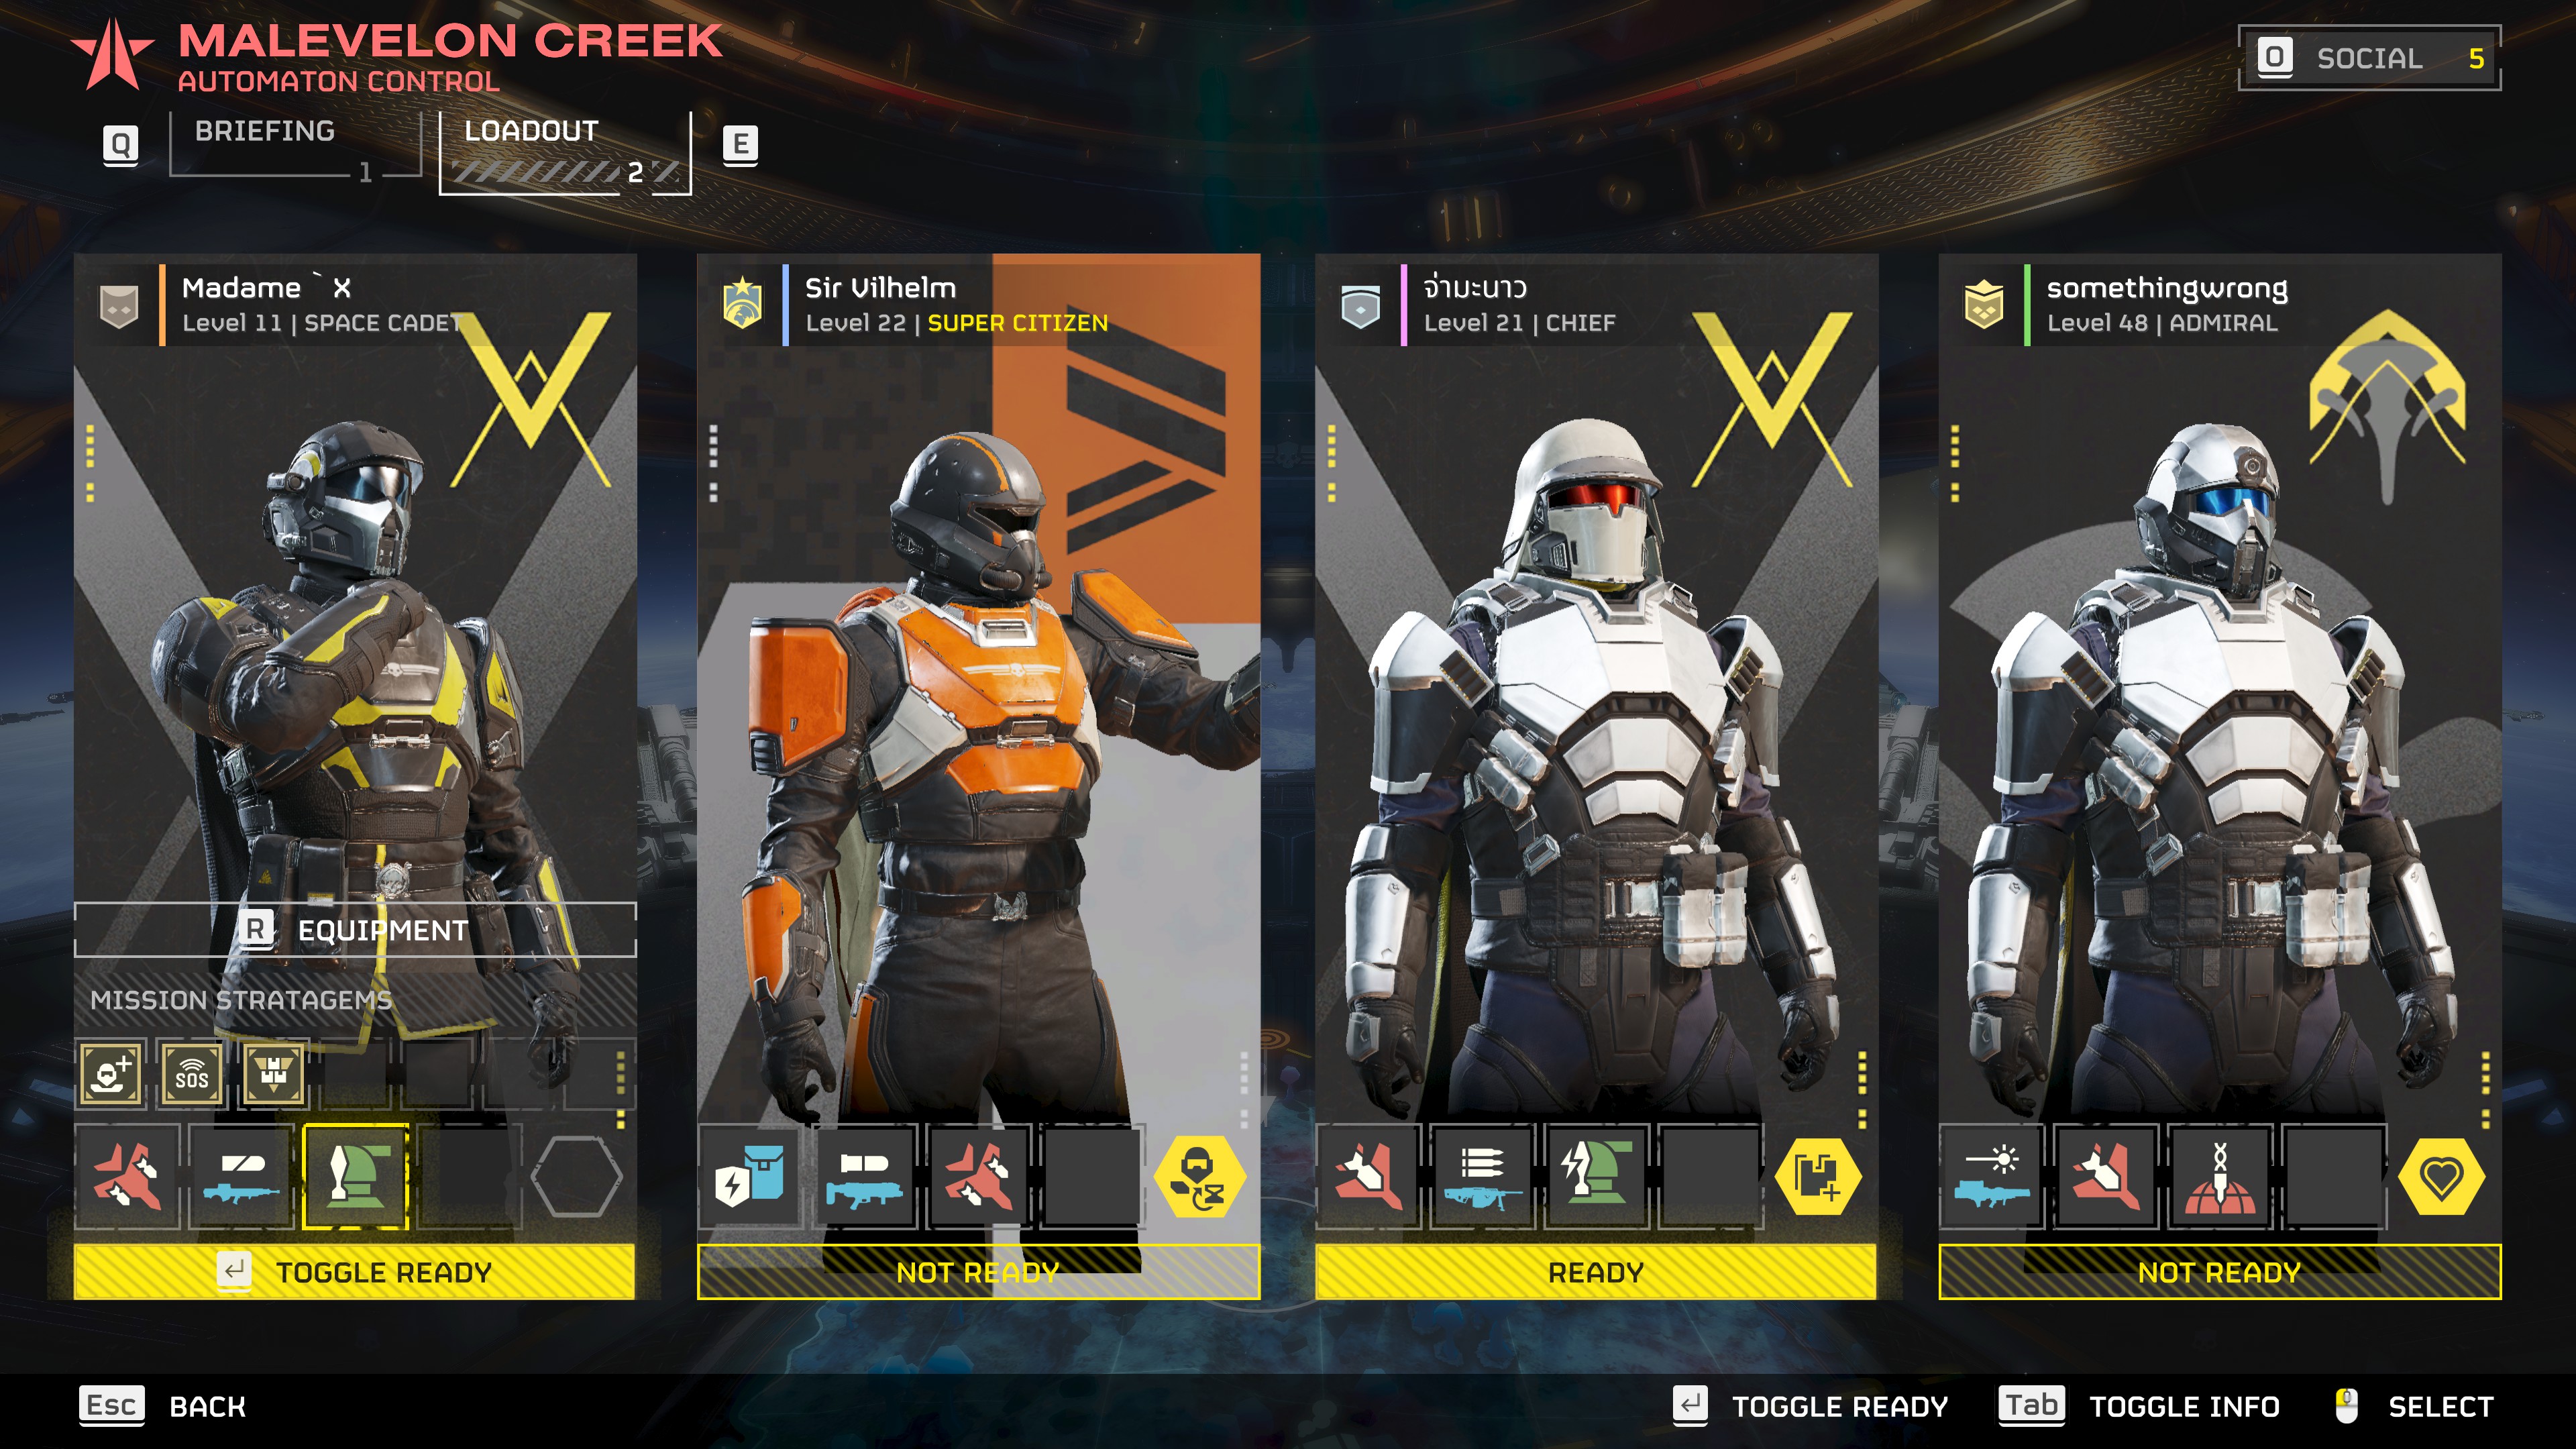 MALEVELON CREEK
AUTOMATON CONTROL
O SOCIAL 5
Q BRIEFING 1 LOADOUT 2 E
Madame ` X
Level 11 | SPACE CADET
Sir Vilhelm
Level 22 | SUPER CITIZEN
จ่ามะนาว
Level 21 | CHIEF
somethingwrong
Level 48 | ADMIRAL
R EQUIPMENT
MISSION STRATAGEMS
SOS
TOGGLE READY
NOT READY
READY
NOT READY
Esc BACK
TOGGLE READY
Tab TOGGLE INFO
SELECT